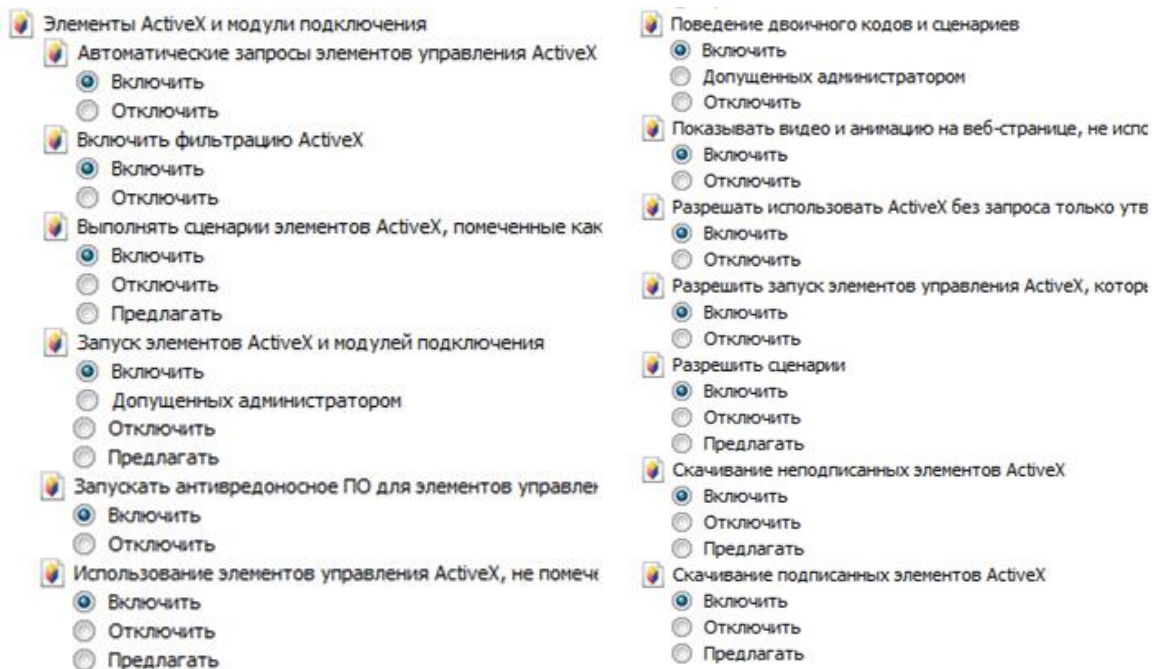 Элементы ActiveX и модули подключения
Автоматические запросы элементов управления ActiveX
Включить
Отключить
Включить фильтрацию ActiveX
Включить
Отключить
Выполнять сценарии элементов ActiveX, помеченные как
Включить
Отключить
Предлагать
Запуск элементов ActiveX и модулей подключения
Включить
Допущенных администратором
Отключить
Предлагать
Запускать антивредоносное ПО для элементов управлен
Включить
Отключить
Использование элементов управления ActiveX, не помече
Включить
Отключить
Предлагать
Поведение двоичного кодов и сценариев
Включить
Допущенных администратором
Отключить
Показывать видео и анимацию на веб-странице, не испо
Включить
Отключить
Разрешать использовать ActiveX без запроса только утв
Включить
Отключить
Разрешить запуск элементов управления ActiveX, которы
Включить
Отключить
Разрешить сценарии
Включить
Отключить
Предлагать
Скачивание неподписанных элементов ActiveX
Включить
Отключить
Предлагать
Скачивание подписанных элементов ActiveX
Включить
Отключить
Предлагать